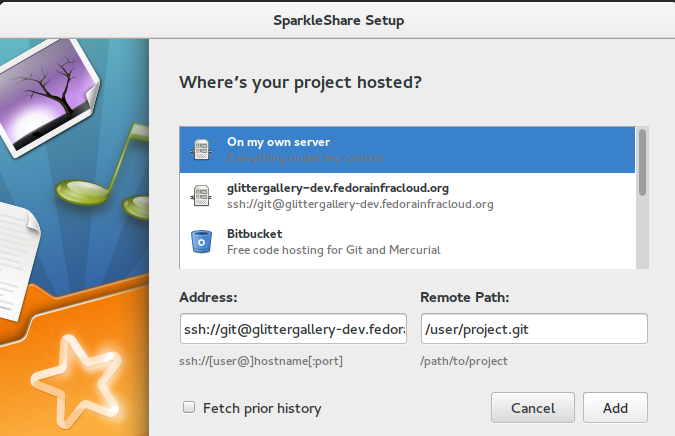 SparkleShare Setup
Where's your project hosted?
On my own server
Everything under my control
glittergallery-dev.fedorainfracloud.org
ssh://git@glittergallery-dev.fedorainfracloud.org
Bitbucket
Free code hosting for Git and Mercurial
Address: Remote Path:
ssh://git@glittergallery-dev.fedora /user/project.git
ssh://[user@]hostname[:port] /path/to/project
Fetch prior history Cancel Add